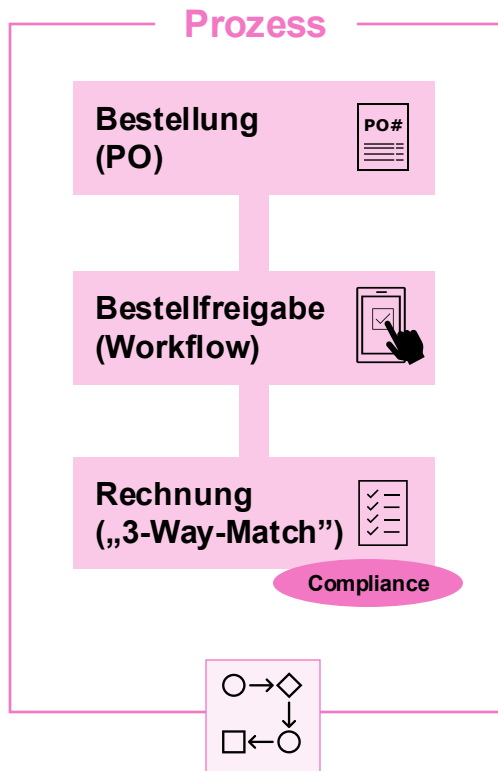 Prozess
Bestellung
(PO)
PO#
Bestellfreigabe
(Workflow)
Rechnung
(„3-Way-Match”)
Compliance